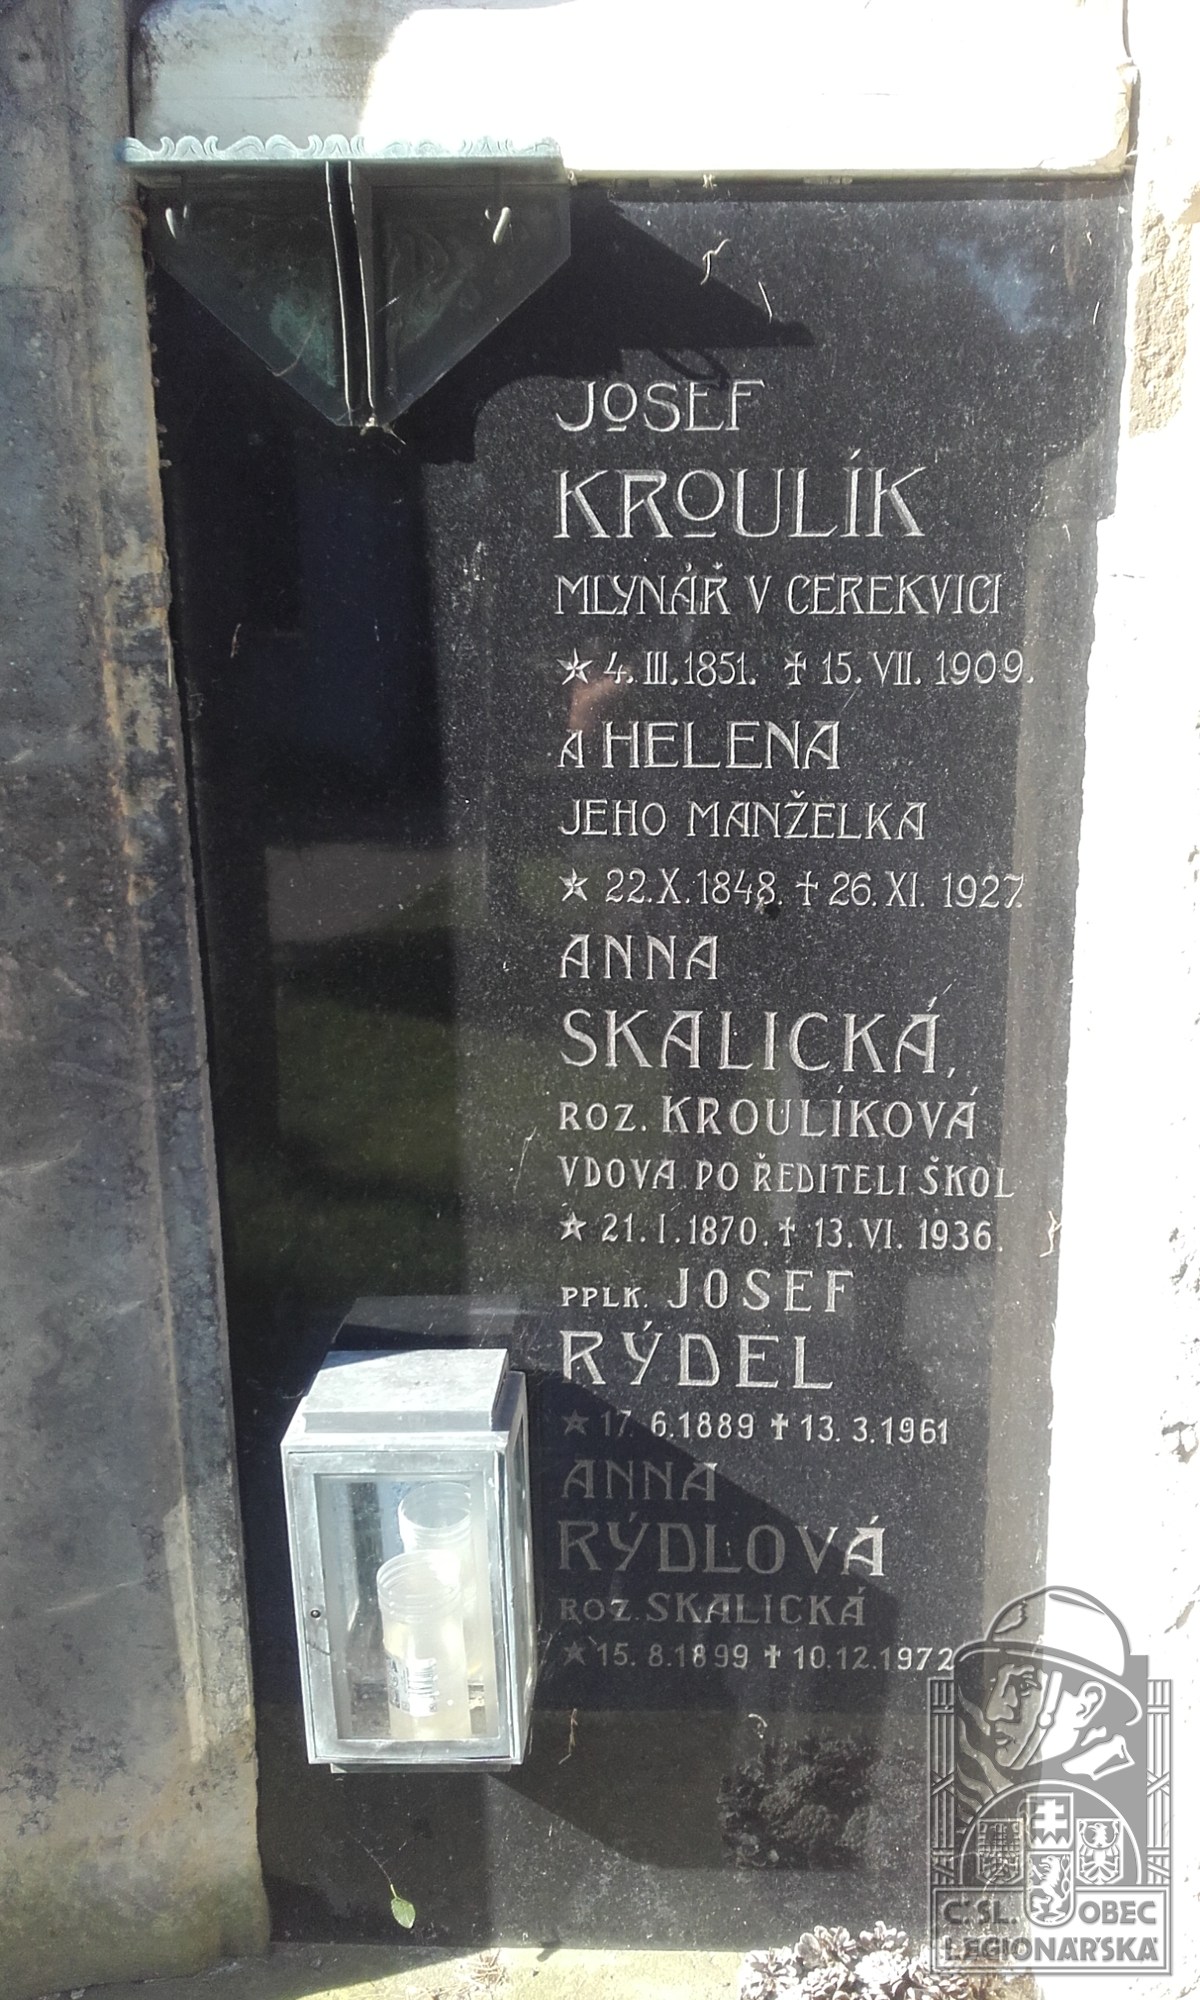 JOSEF
KROULÍK
MLYNÁŘ V CEREKVICI
★ 4. III. 1851. ✝ 15. VII. 1909.
A HELENA
JEHO MANŽELKA
★ 22. X. 1848. ✝ 26. XI. 1927.
ANNA
SKALICKÁ,
ROZ. KROULÍKOVÁ
VDOVA PO ŘEDITELI ŠKOL
★ 21. I. 1870. ✝ 13. VI. 1936.
PPLK. JOSEF
RÝDEL
★ 17. 6. 1889 ✝ 13. 3. 1961
ANNA
RÝDLOVÁ
ROZ. SKALICKÁ
★ 15. 8. 1899 ✝ 10. 12. 1972
Č. SL. OBEC
LEGIONÁŘSKÁ